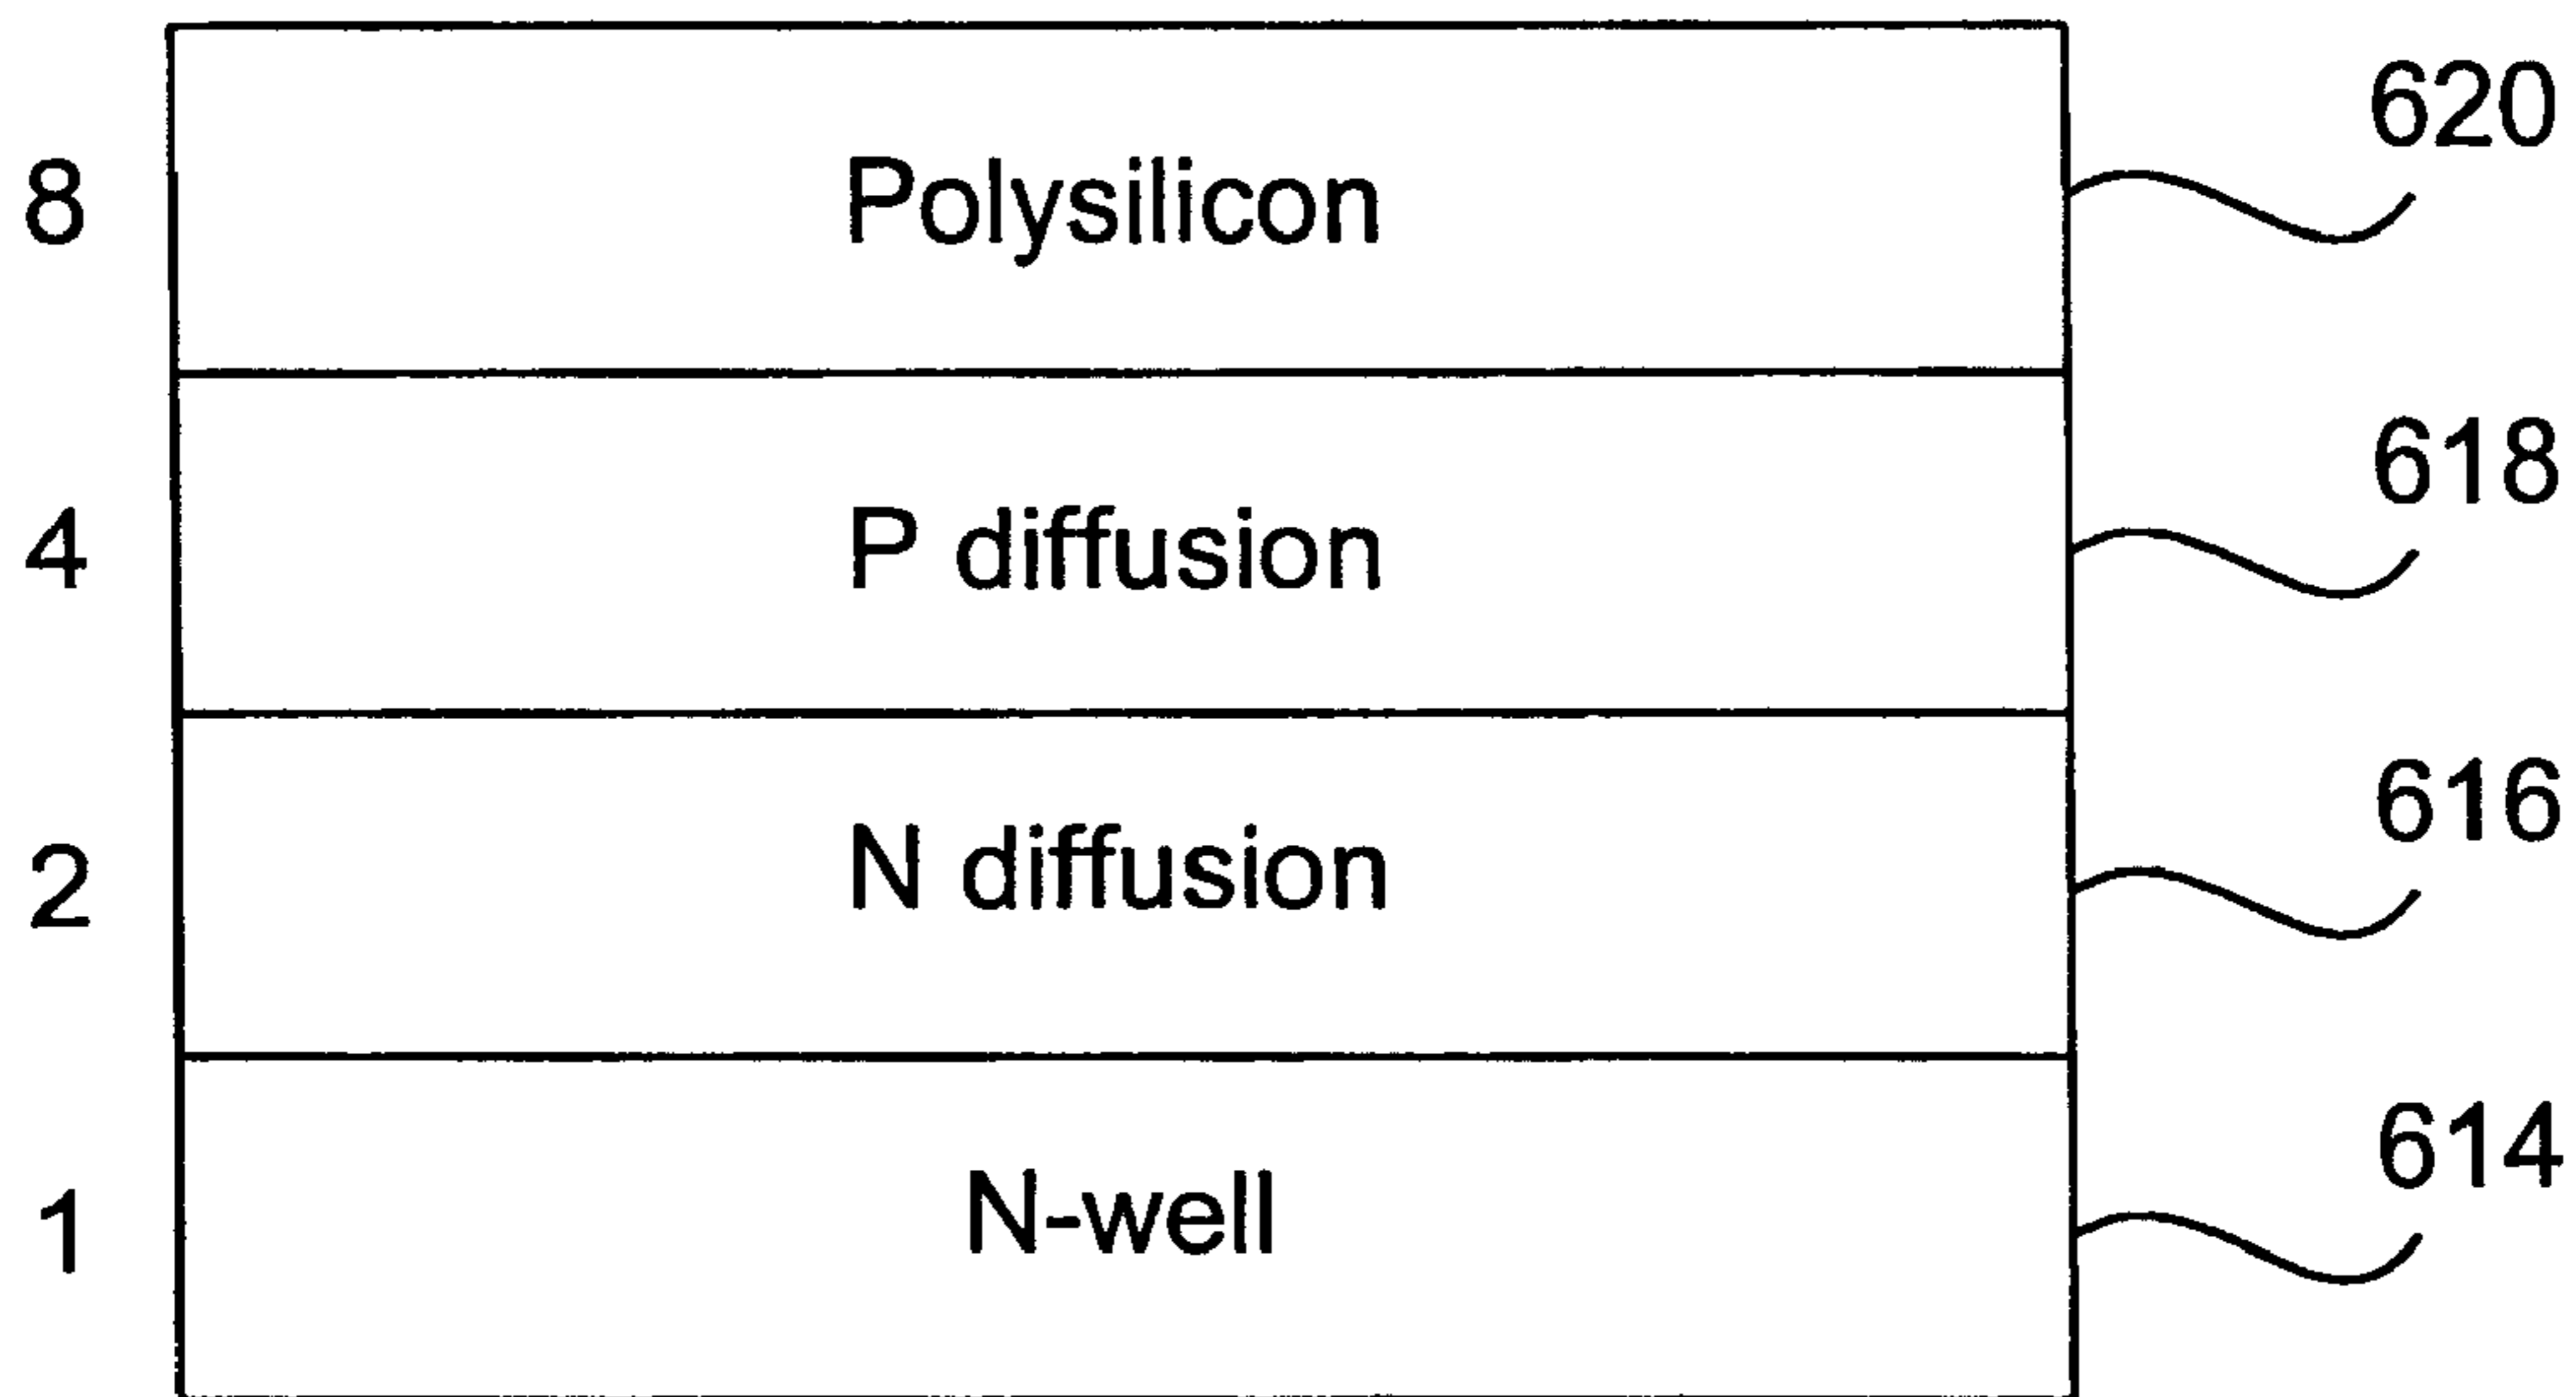 620
8 Polysilicon
618
4 P diffusion
616
2 N diffusion
614
1 N-well